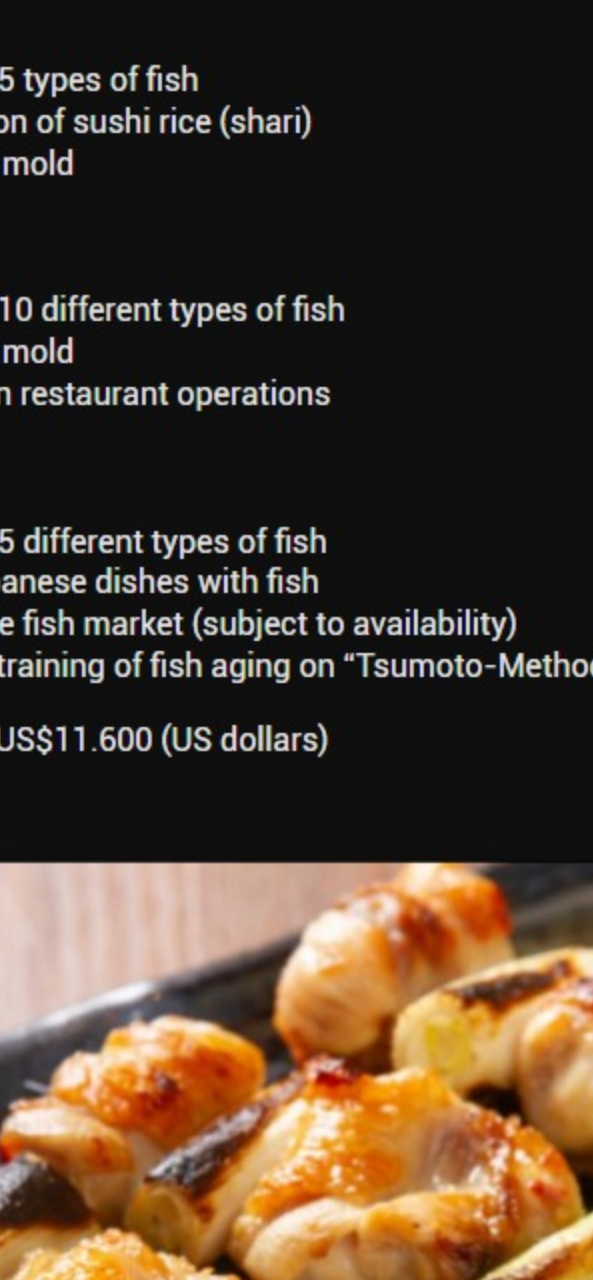 5 types of fish
on of sushi rice (shari)
mold
10 different types of fish
mold
n restaurant operations
5 different types of fish
anese dishes with fish
e fish market (subject to availability)
training of fish aging on “Tsumoto-Metho
US$11.600 (US dollars)